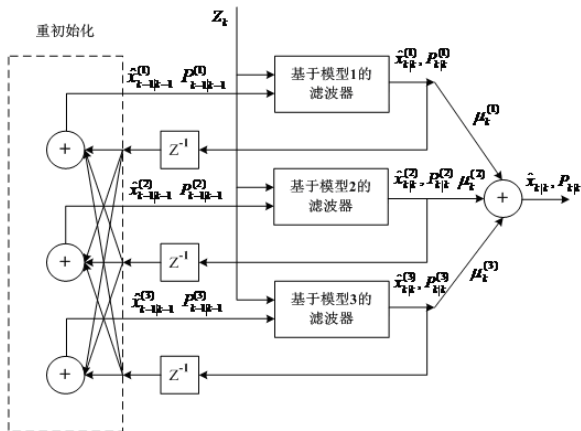 重初始化
Z_k
x̂^{(1)}_{k-1|k-1} P^{(1)}_{k-1|k-1}
基于模型1的
滤波器
x̂^{(1)}_{k|k}, P^{(1)}_{k|k}
μ_k^{(1)}
+
Z^{-1}
x̂^{(2)}_{k-1|k-1} P^{(2)}_{k-1|k-1}
基于模型2的
滤波器
x̂^{(2)}_{k|k}, P^{(2)}_{k|k} μ_k^{(2)}
+
x̂_{k|k}, P_{k|k}
+
Z^{-1}
x̂^{(3)}_{k-1|k-1} P^{(3)}_{k-1|k-1}
基于模型3的
滤波器
x̂^{(3)}_{k|k}, P^{(3)}_{k|k}
μ_k^{(3)}
+
Z^{-1}